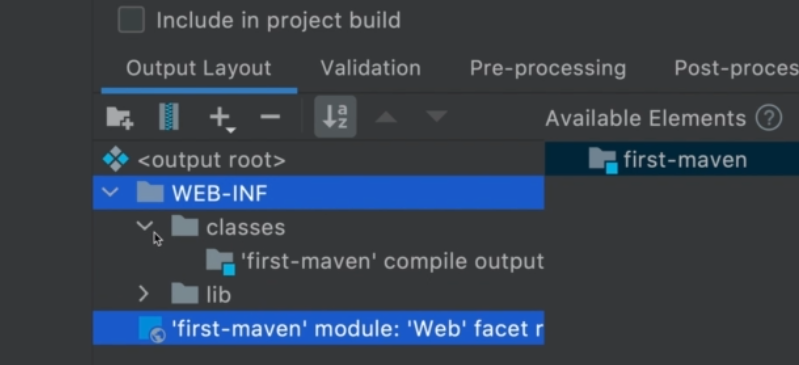 Include in project build
Output Layout Validation Pre-processing Post-proces
Available Elements ?
<output root> first-maven
WEB-INF
classes
'first-maven' compile output
lib
'first-maven' module: 'Web' facet r